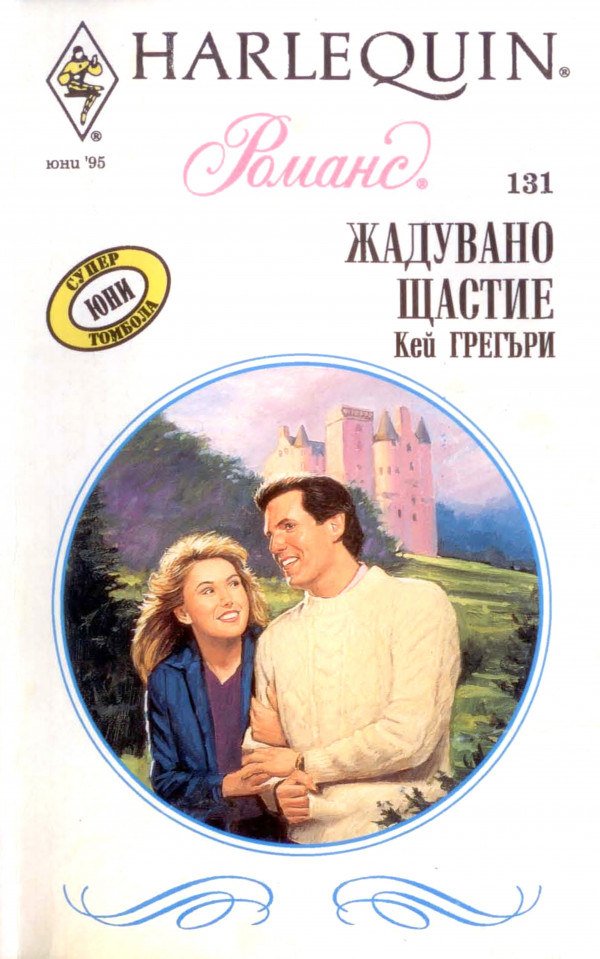 HARLEQUIN®
®
юни '95
Романс®
131
ЖАДУВАНО
ЩАСТИЕ
Кей ГРЕГЪРИ
СУПЕР
ЮНИ
ТОМБОЛА